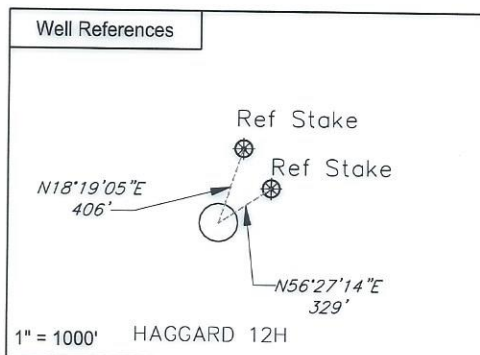 Well References
Ref Stake
Ref Stake
N18°19'05"E
406'
N56°27'14"E
329'
1" = 1000'
HAGGARD 12H